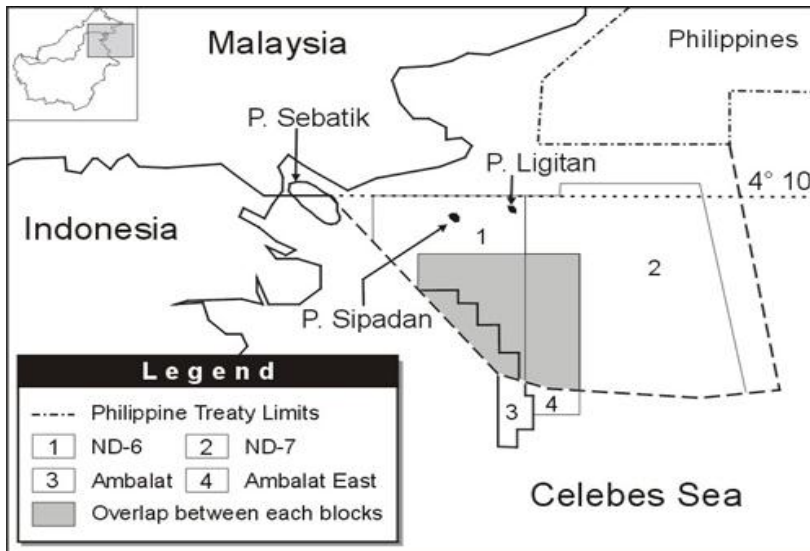 Malaysia
Philippines
P. Sebatik
P. Ligitan
4° 10
Indonesia
1
2
P. Sipadan
3
4
Celebes Sea
Legend
Philippine Treaty Limits
1 ND-6 2 ND-7
3 Ambalat 4 Ambalat East
Overlap between each blocks